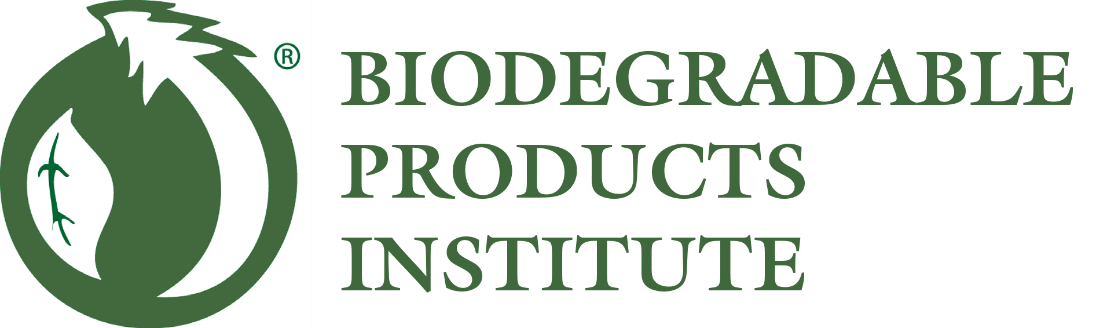 ®
BIODEGRADABLE
PRODUCTS
INSTITUTE